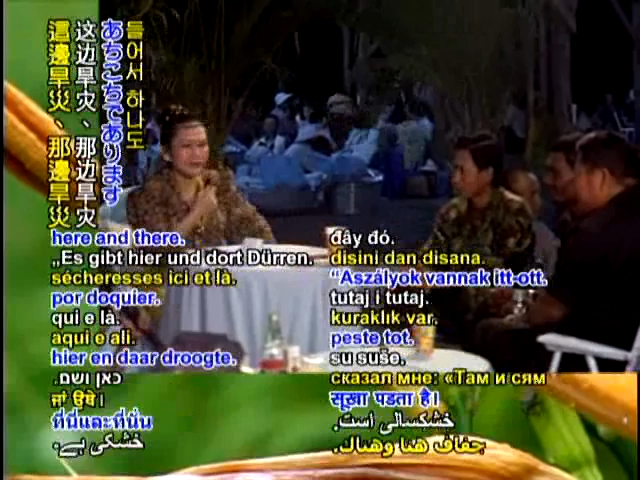 這邊旱災、那邊旱災
这边旱灾、那边旱灾
あちこちであります
들어서 하나도
here and there.
„Es gibt hier und dort Dürren.
sécheresses ici et là.
por doquier.
qui e là.
aqui e ali.
hier en daar droogte.
כאן ושם.
ਜਾਂ ਉਥੇ।
ที่นี่และที่นั่น
خشکی ہے۔
đây đó.
disini dan disana.
“Aszályok vannak itt-ott.
tutaj i tutaj.
kuraklık var.
peste tot.
su suše.
сказал мне: «Там и сям
सूखा पडता है।
خشکسالی است.
جفاف هنا وهناك.